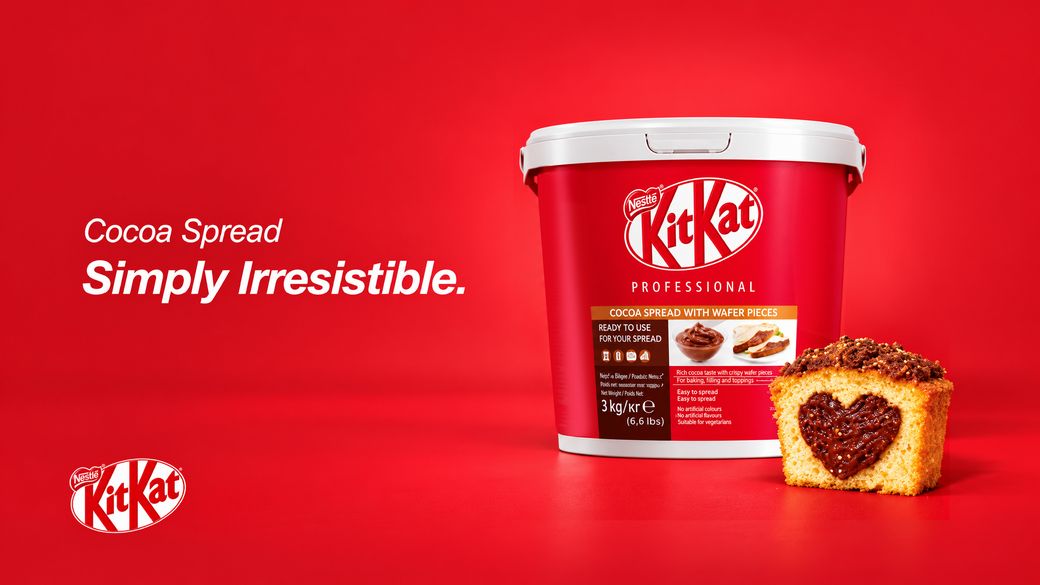 Cocoa Spread
Simply Irresistible.
Nestlé
KitKat
Nestlé
KitKat
PROFESSIONAL
COCOA SPREAD WITH WAFER PIECES
READY TO USE
FOR YOUR SPREAD
Rich cocoa taste with crispy wafer pieces
For baking, filling and toppings
Net Weight / Poids Net:
3 kg/кг e
(6,6 lbs)
Easy to spread
Easy to spread
No artificial colours
No artificial flavours
Suitable for vegetarians